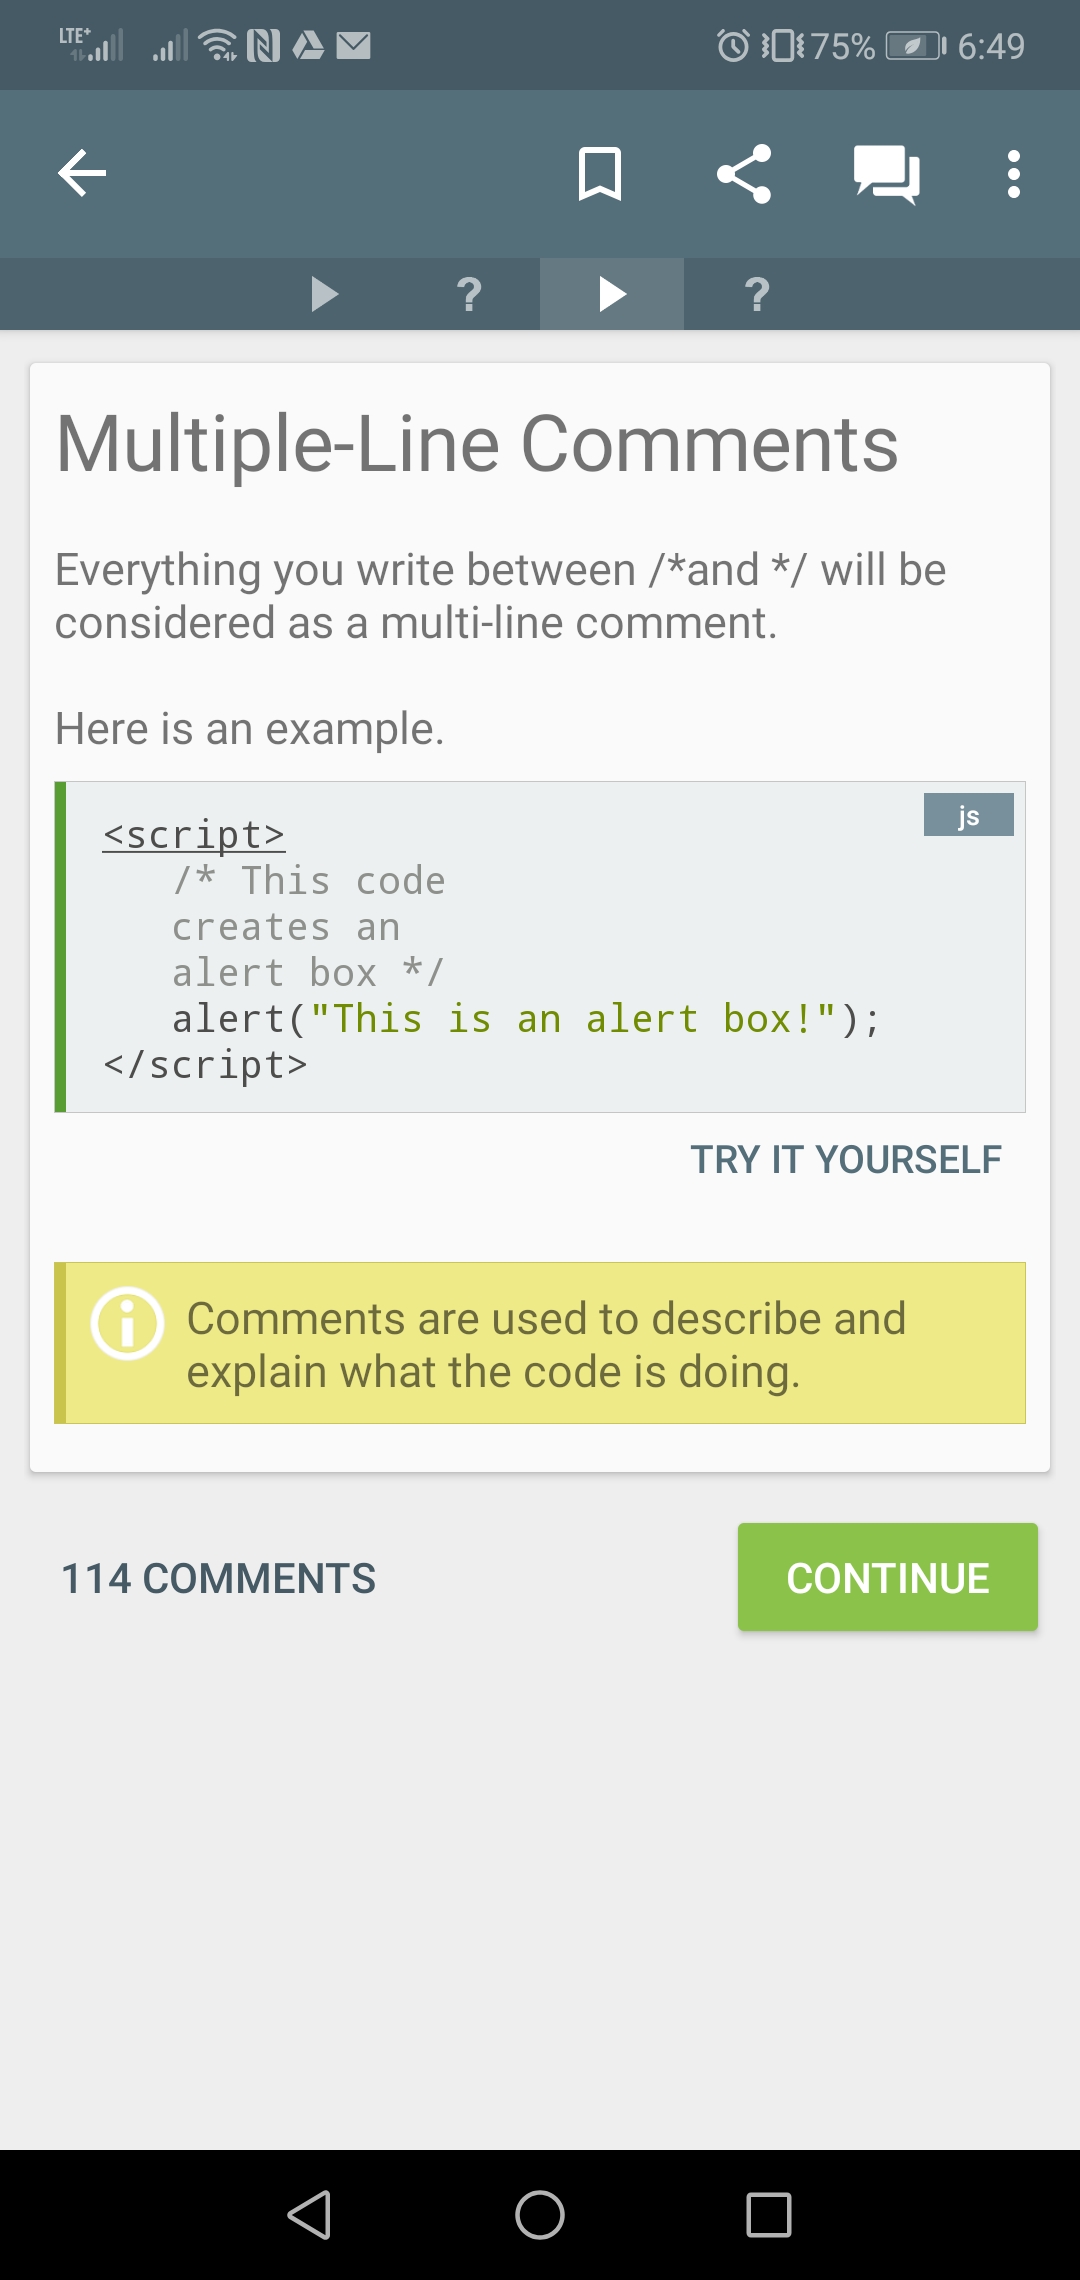 LTE+ 75% 6:49
? ?
Multiple-Line Comments
Everything you write between /*and */ will be
considered as a multi-line comment.
Here is an example.
js
<script>
/* This code
creates an
alert box */
alert("This is an alert box!");
</script>
TRY IT YOURSELF
Comments are used to describe and
explain what the code is doing.
114 COMMENTS
CONTINUE